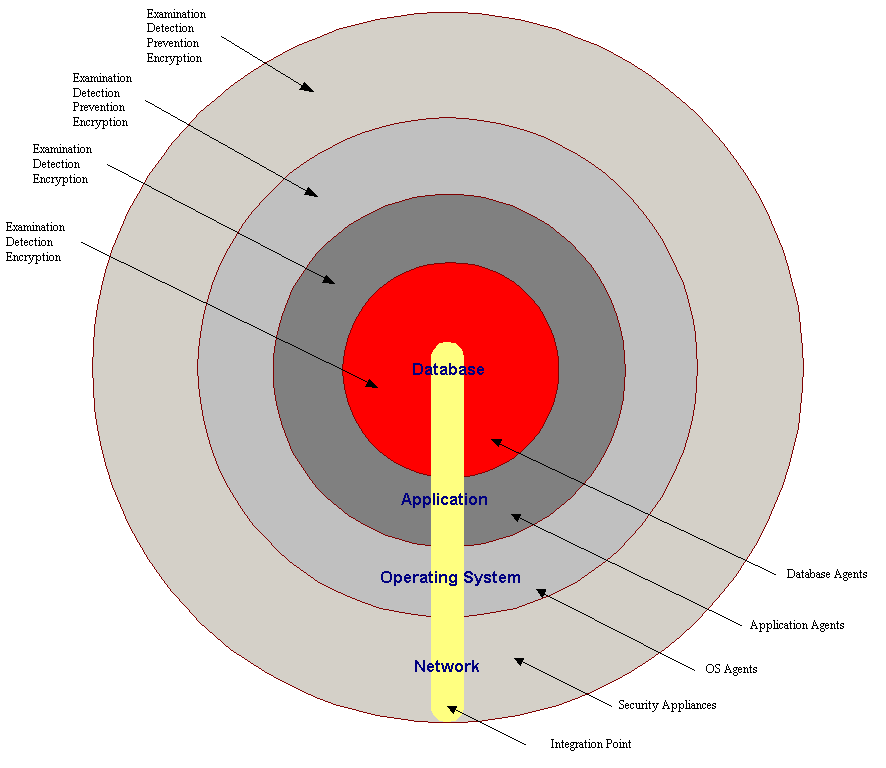 Examination
Detection
Prevention
Encryption
Examination
Detection
Prevention
Encryption
Examination
Detection
Encryption
Examination
Detection
Encryption
Database
Application
Operating System
Network
Database Agents
Application Agents
OS Agents
Security Appliances
Integration Point